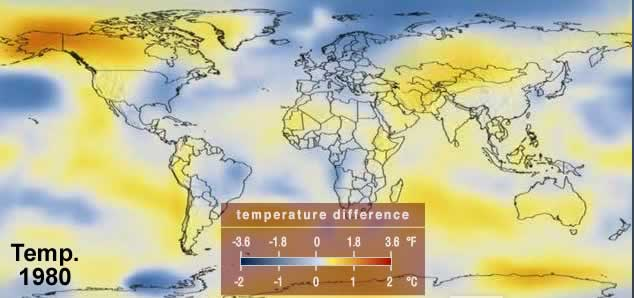 temperature difference
-3.6 -1.8 0 1.8 3.6 °F
-2 -1 0 1 2 °C
Temp.
1980